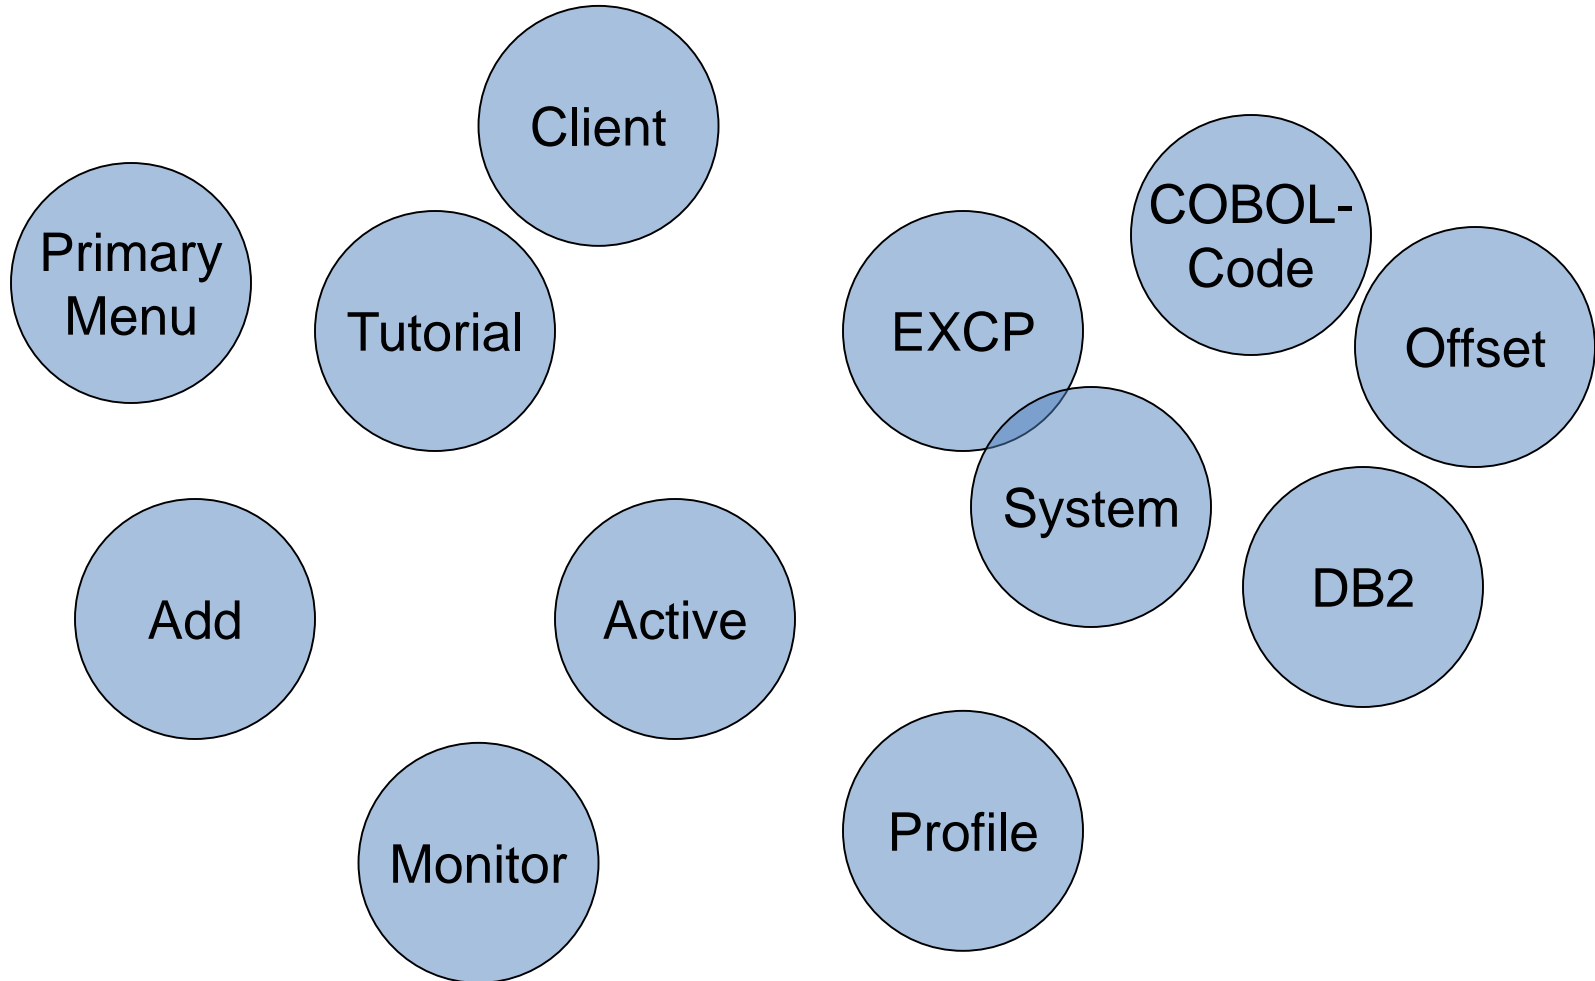 Client
Primary
Menu
Tutorial
EXCP
COBOL-
Code
Offset
System
DB2
Add
Active
Monitor
Profile